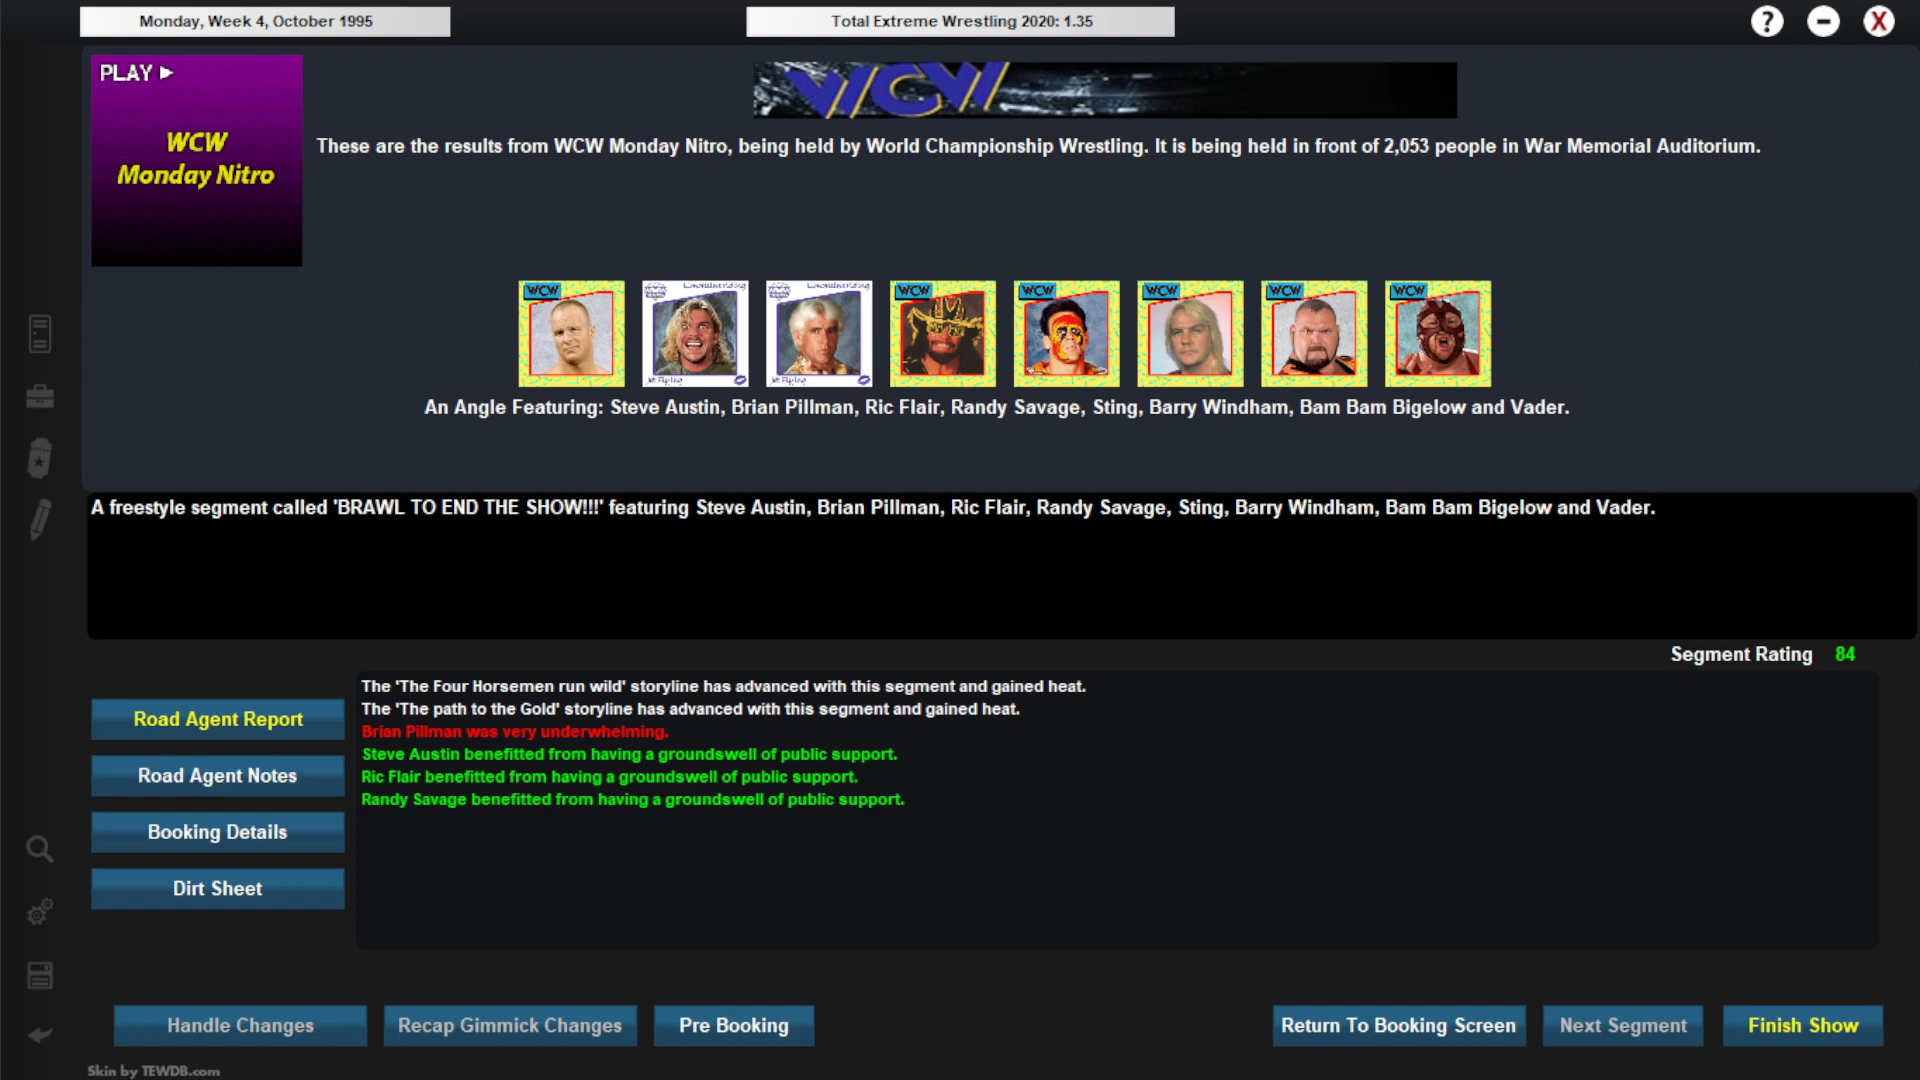 Monday, Week 4, October 1995
Total Extreme Wrestling 2020: 1.35
?
X
PLAY
WCW
Monday Nitro
WCW
These are the results from WCW Monday Nitro, being held by World Championship Wrestling. It is being held in front of 2,053 people in War Memorial Auditorium.
WCW
WCW
WCW
WCW
WCW
WCW
An Angle Featuring: Steve Austin, Brian Pillman, Ric Flair, Randy Savage, Sting, Barry Windham, Bam Bam Bigelow and Vader.
A freestyle segment called 'BRAWL TO END THE SHOW!!!' featuring Steve Austin, Brian Pillman, Ric Flair, Randy Savage, Sting, Barry Windham, Bam Bam Bigelow and Vader.
Segment Rating 84
The 'The Four Horsemen run wild' storyline has advanced with this segment and gained heat.
The 'The path to the Gold' storyline has advanced with this segment and gained heat.
Brian Pillman was very underwhelming.
Steve Austin benefitted from having a groundswell of public support.
Ric Flair benefitted from having a groundswell of public support.
Randy Savage benefitted from having a groundswell of public support.
Road Agent Report
Road Agent Notes
Booking Details
Dirt Sheet
Handle Changes
Recap Gimmick Changes
Pre Booking
Return To Booking Screen
Next Segment
Finish Show
Skin by TEWDB.com